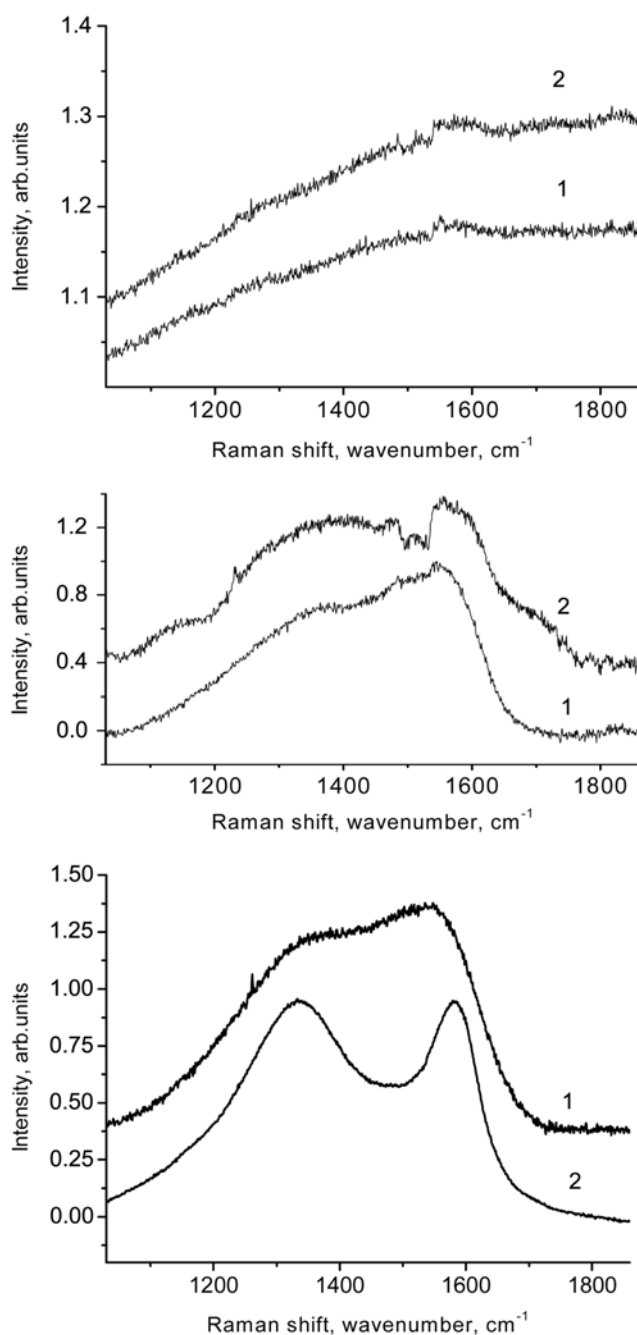 1.4
1.3
1.2
1.1
Intensity, arb.units
2
1
1200 1400 1600 1800
Raman shift, wavenumber, cm⁻¹
1.2
0.8
0.4
0.0
Intensity, arb.units
2
1
1200 1400 1600 1800
Raman shift, wavenumber, cm⁻¹
1.50
1.25
1.00
0.75
0.50
0.25
0.00
Intensity, arb.units
1
2
1200 1400 1600 1800
Raman shift, wavenumber, cm⁻¹